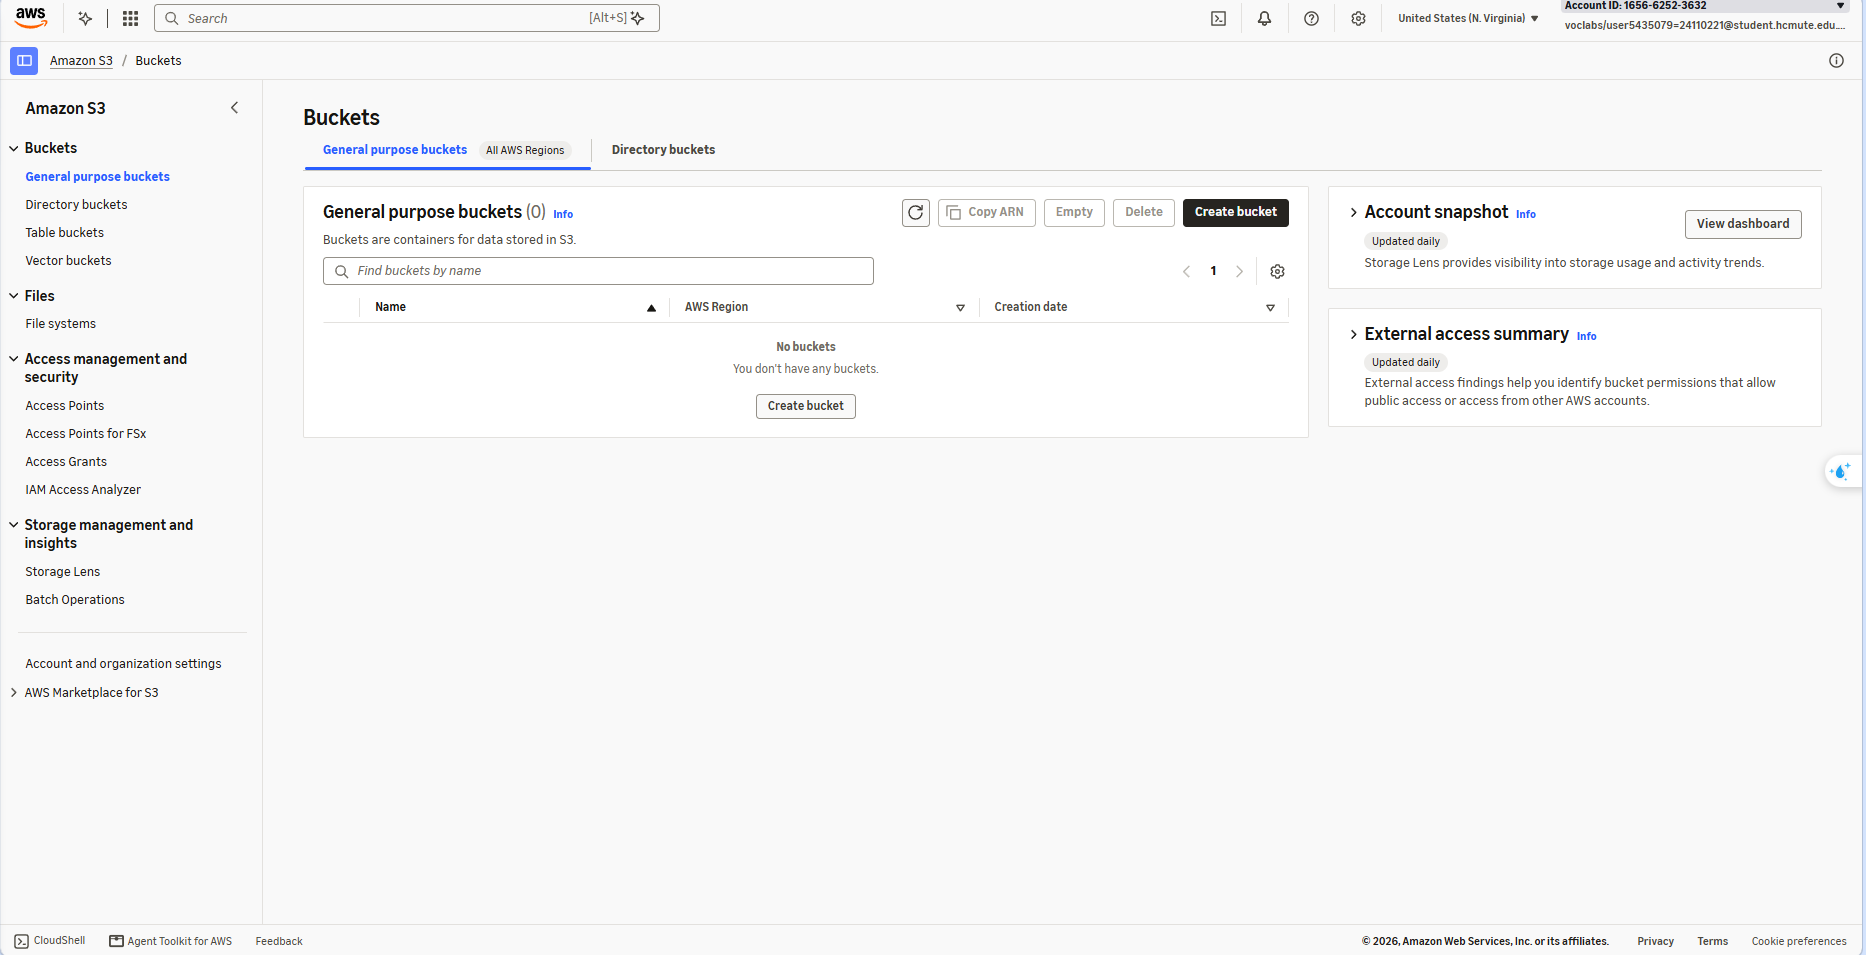 aws
Search
[Alt+S]
United States (N. Virginia)
Account ID: 1656-6252-3632
voclabs/user5435079=24110221@student.hcmute.edu....
Amazon S3 / Buckets
Amazon S3
Buckets
General purpose buckets
Directory buckets
Table buckets
Vector buckets
Files
File systems
Access management and
security
Access Points
Access Points for FSx
Access Grants
IAM Access Analyzer
Storage management and
insights
Storage Lens
Batch Operations
Account and organization settings
AWS Marketplace for S3
Buckets
General purpose buckets All AWS Regions Directory buckets
General purpose buckets (0) Info
Copy ARN Empty Delete Create bucket
Buckets are containers for data stored in S3.
Find buckets by name
1
Name AWS Region Creation date
No buckets
You don't have any buckets.
Create bucket
Account snapshot Info
View dashboard
Updated daily
Storage Lens provides visibility into storage usage and activity trends.
External access summary Info
Updated daily
External access findings help you identify bucket permissions that allow
public access or access from other AWS accounts.
CloudShell Agent Toolkit for AWS Feedback
© 2026, Amazon Web Services, Inc. or its affiliates. Privacy Terms Cookie preferences